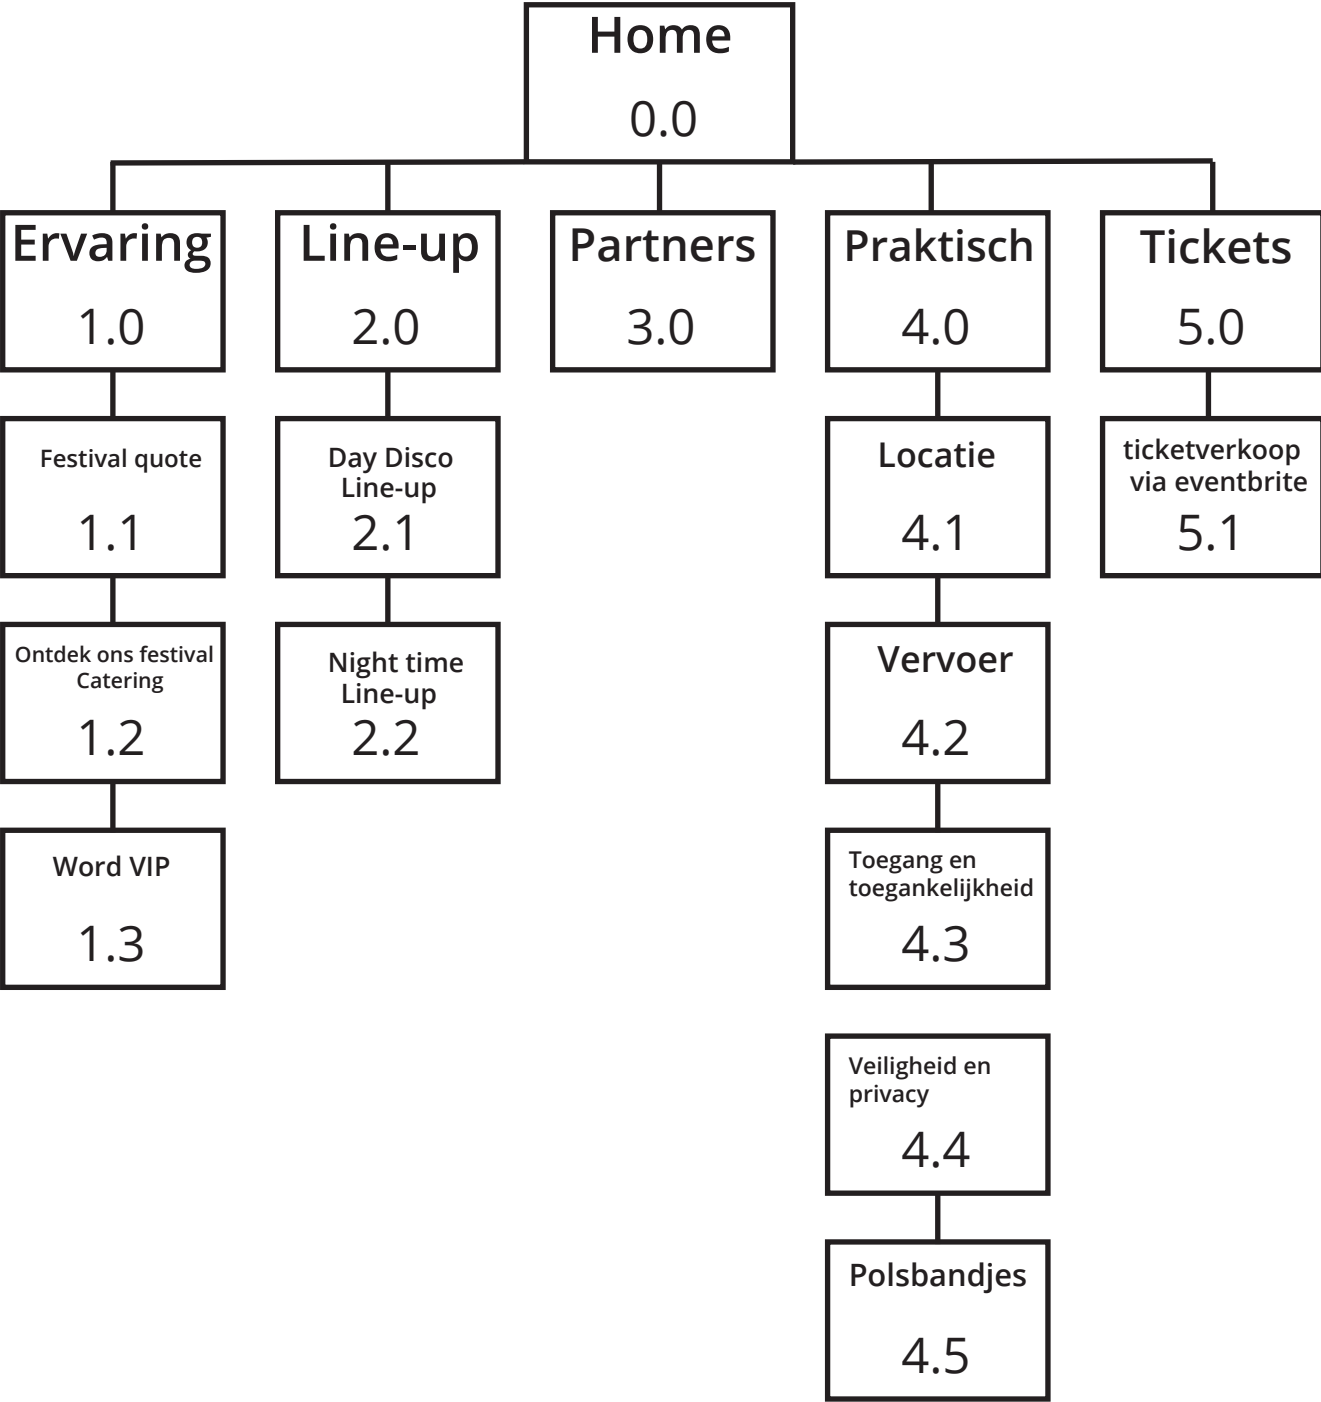 Home
0.0
Ervaring
1.0
Line-up
2.0
Partners
3.0
Praktisch
4.0
Tickets
5.0
Festival quote
1.1
Day Disco
Line-up
2.1
Locatie
4.1
ticketverkoop
via eventbrite
5.1
Ontdek ons festival
Catering
1.2
Night time
Line-up
2.2
Vervoer
4.2
Word VIP
1.3
Toegang en
toegankelijkheid
4.3
Veiligheid en
privacy
4.4
Polsbandjes
4.5